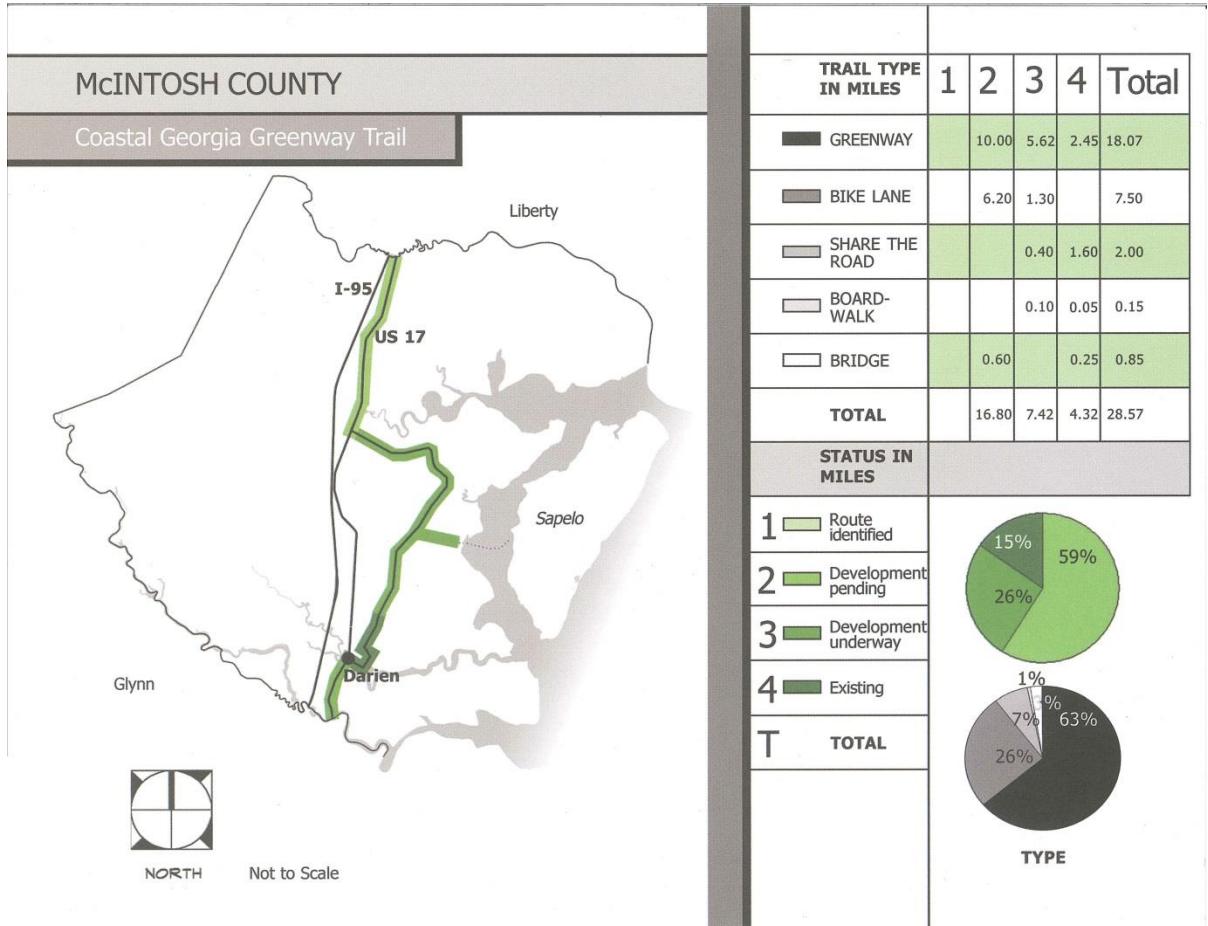 McINTOSH COUNTY
Coastal Georgia Greenway Trail
Liberty
I-95
US 17
Sapelo
Darien
Glynn
NORTH
Not to Scale
TRAIL TYPE
IN MILES
1 2 3 4 Total
GREENWAY 10.00 5.62 2.45 18.07
BIKE LANE 6.20 1.30 7.50
SHARE THE
ROAD 0.40 1.60 2.00
BOARD-
WALK 0.10 0.05 0.15
BRIDGE 0.60 0.25 0.85
TOTAL 16.80 7.42 4.32 28.57
STATUS IN
MILES
1 Route
identified
2 Development
pending
3 Development
underway
4 Existing
T TOTAL
15%
59%
26%
1%
3%
63%
7%
26%
TYPE